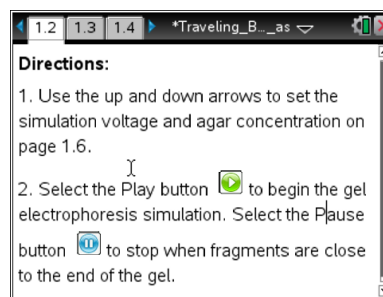 1.2 1.3 1.4 *Traveling_B..._as
Directions:
1. Use the up and down arrows to set the
simulation voltage and agar concentration on
page 1.6.
2. Select the Play button to begin the gel
electrophoresis simulation. Select the Pause
button to stop when fragments are close
to the end of the gel.